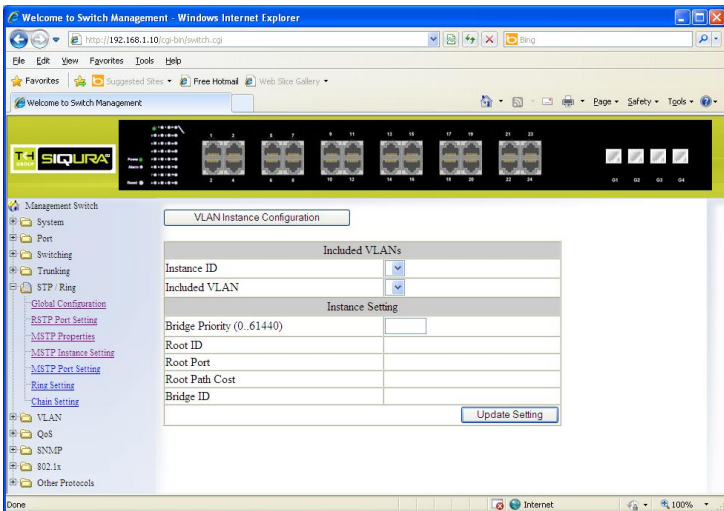 Welcome to Switch Management - Windows Internet Explorer
http://192.168.1.10/cgi-bin/switch.cgi
Bing
File Edit View Favorites Tools Help
Favorites Suggested Sites Free Hotmail Web Slice Gallery
Welcome to Switch Management
Page Safety Tools
TKH GROUP SIQURA
1 3 5 7 9 11 13 15 17 19 21 23
Power
Alarm
Reset
2 4 6 8 10 12 14 16 18 20 22 24 G1 G2 G3 G4
Management Switch
System
Port
Switching
Trunking
STP / Ring
Global Configuration
RSTP Port Setting
MSTP Properties
MSTP Instance Setting
MSTP Port Setting
Ring Setting
Chain Setting
VLAN
QoS
SNMP
802.1x
Other Protocols
VLAN Instance Configuration
Included VLANs
Instance ID
Included VLAN
Instance Setting
Bridge Priority (0..61440)
Root ID
Root Port
Root Path Cost
Bridge ID
Update Setting
Done
Internet
100%